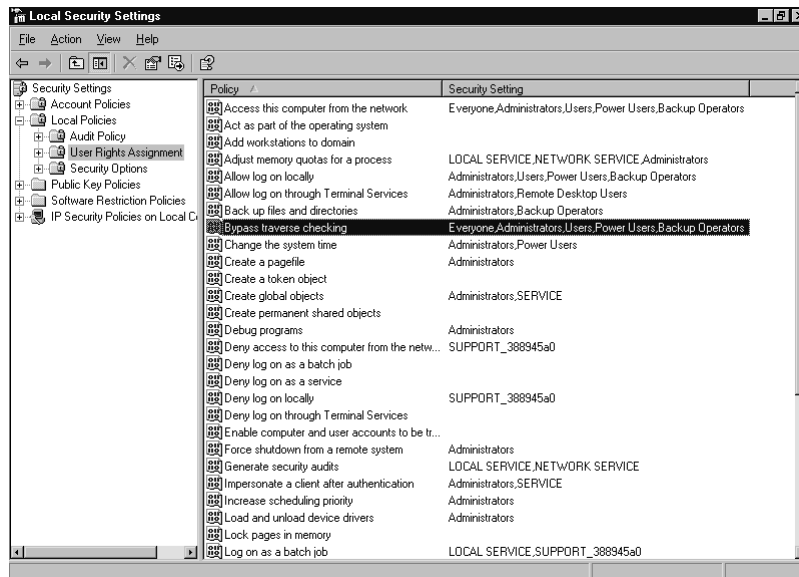 Local Security Settings
File Action View Help
Security Settings
Account Policies
Local Policies
Audit Policy
User Rights Assignment
Security Options
Public Key Policies
Software Restriction Policies
IP Security Policies on Local C
Policy Security Setting
Access this computer from the network Everyone,Administrators,Users,Power Users,Backup Operators
Act as part of the operating system
Add workstations to domain
Adjust memory quotas for a process LOCAL SERVICE,NETWORK SERVICE,Administrators
Allow log on locally Administrators,Users,Power Users,Backup Operators
Allow log on through Terminal Services Administrators,Remote Desktop Users
Back up files and directories Administrators,Backup Operators
Bypass traverse checking Everyone,Administrators,Users,Power Users,Backup Operators
Change the system time Administrators,Power Users
Create a pagefile Administrators
Create a token object
Create global objects Administrators,SERVICE
Create permanent shared objects
Debug programs Administrators
Deny access to this computer from the netw... SUPPORT_388945a0
Deny log on as a batch job
Deny log on as a service
Deny log on locally SUPPORT_388945a0
Deny log on through Terminal Services
Enable computer and user accounts to be tr...
Force shutdown from a remote system Administrators
Generate security audits LOCAL SERVICE,NETWORK SERVICE
Impersonate a client after authentication Administrators,SERVICE
Increase scheduling priority Administrators
Load and unload device drivers Administrators
Lock pages in memory
Log on as a batch job LOCAL SERVICE,SUPPORT_388945a0